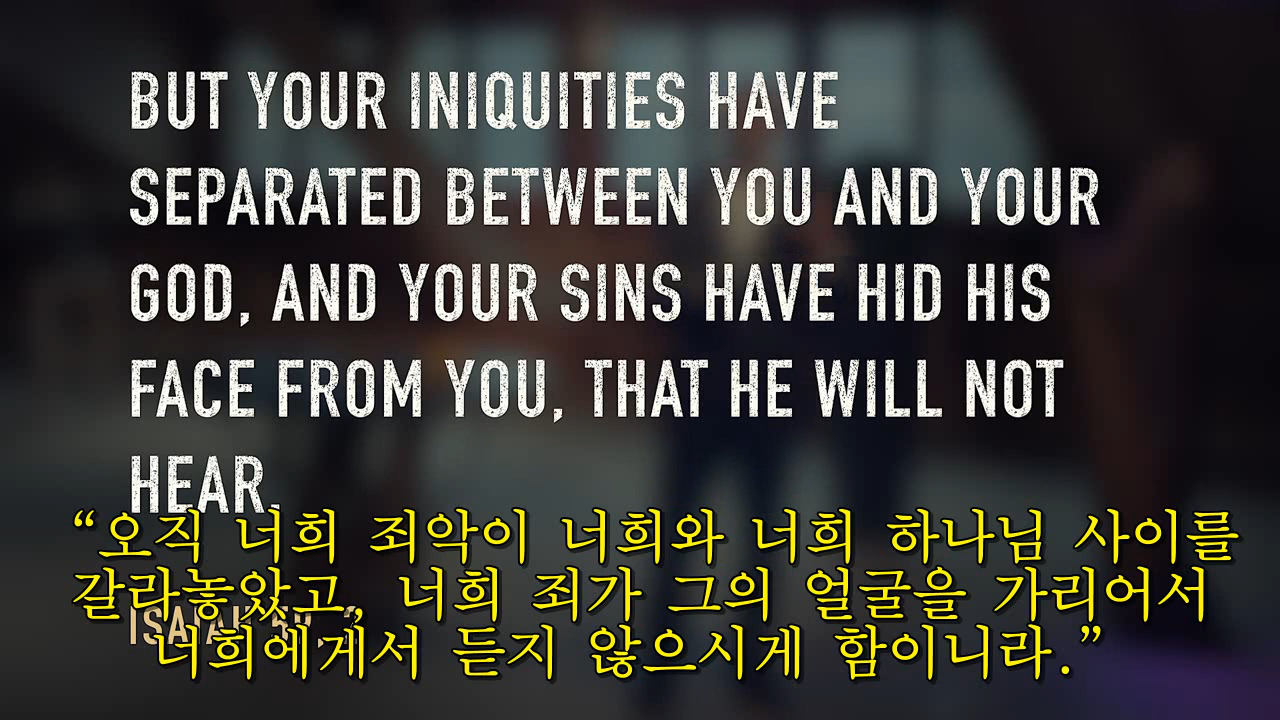 BUT YOUR INIQUITIES HAVE
SEPARATED BETWEEN YOU AND YOUR
GOD, AND YOUR SINS HAVE HID HIS
FACE FROM YOU, THAT HE WILL NOT
HEAR.
“오직 너희 죄악이 너희와 너희 하나님 사이를
갈라놓았고, 너희 죄가 그의 얼굴을 가리어서
ISAIAH
너희에게서 듣지 않으시게 함이니라.”